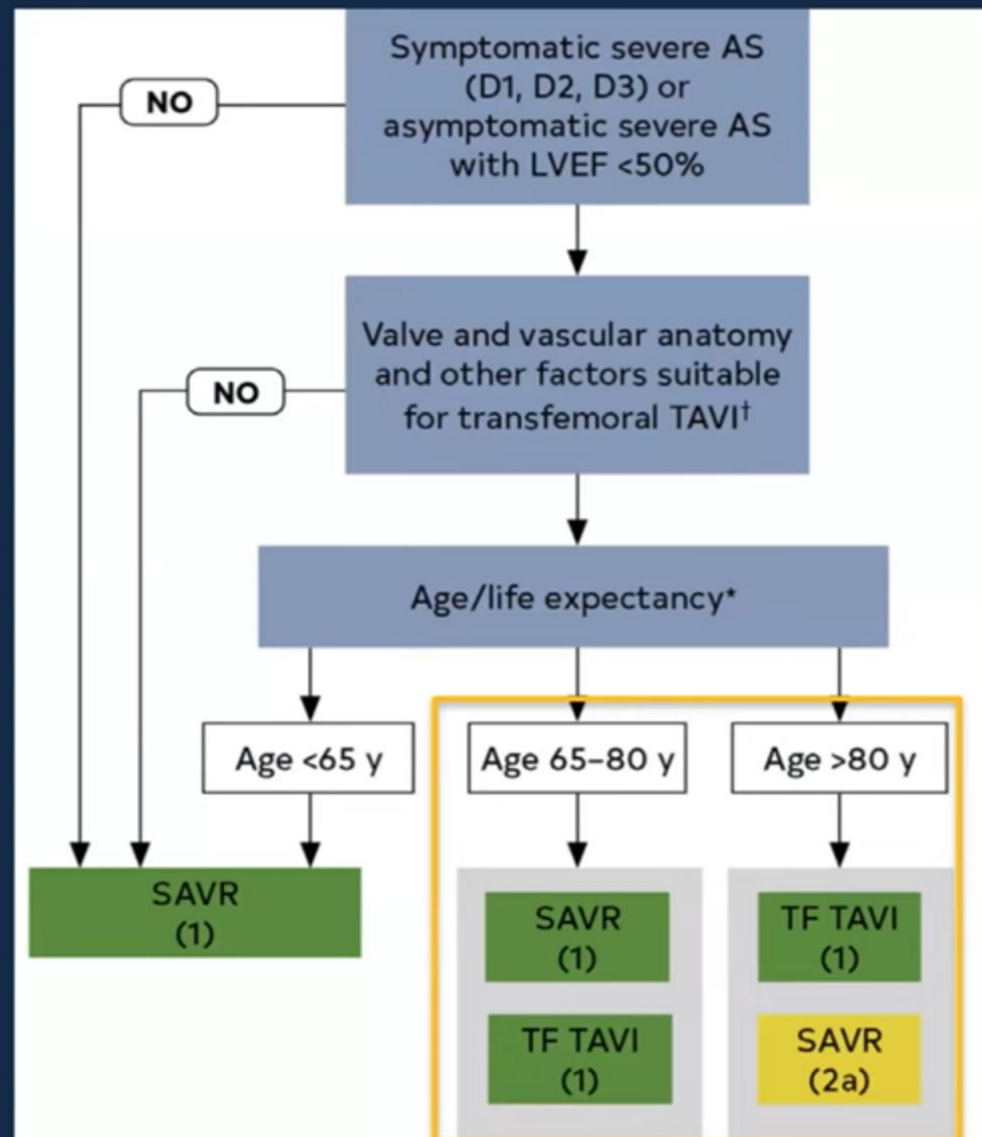 Symptomatic severe AS
(D1, D2, D3) or
asymptomatic severe AS
with LVEF <50%
NO
Valve and vascular anatomy
and other factors suitable
for transfemoral TAVI†
NO
Age/life expectancy*
Age <65 y
Age 65–80 y
Age >80 y
SAVR
(1)
SAVR
(1)
TF TAVI
(1)
TF TAVI
(1)
SAVR
(2a)